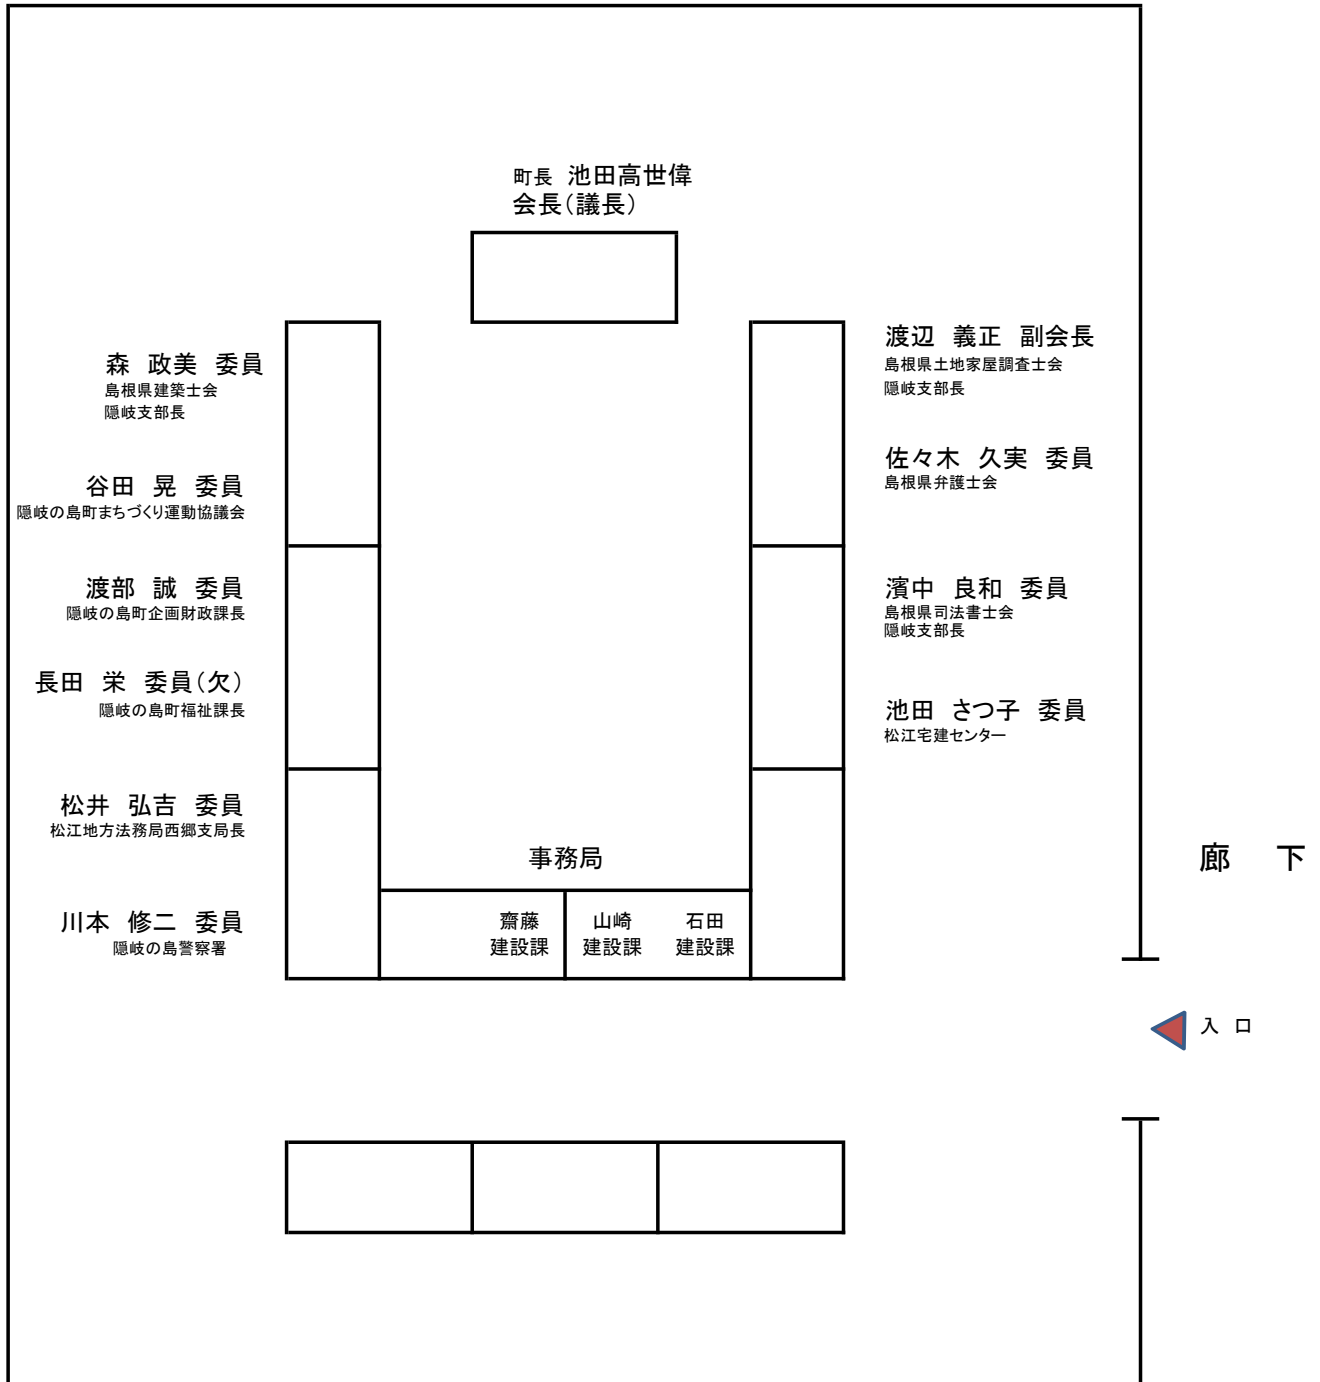 町長 池田高世偉
会長（議長）
森 政美 委員
島根県建築士会
隠岐支部長
谷田 晃 委員
隠岐の島町まちづくり運動協議会
渡部 誠 委員
隠岐の島町企画財政課長
長田 栄 委員（欠）
隠岐の島町福祉課長
松井 弘吉 委員
松江地方法務局西郷支局長
川本 修二 委員
隠岐の島警察署
渡辺 義正 副会長
島根県土地家屋調査士会
隠岐支部長
佐々木 久実 委員
島根県弁護士会
濱中 良和 委員
島根県司法書士会
隠岐支部長
池田 さつ子 委員
松江宅建センター
事務局
齋藤
建設課
山崎
建設課
石田
建設課
廊 下
入 口